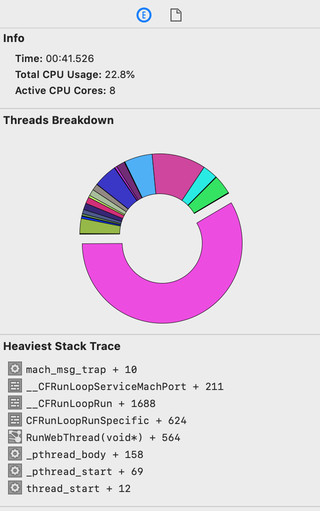 E
Info
Time: 00:41.526
Total CPU Usage: 22.8%
Active CPU Cores: 8
Threads Breakdown
Heaviest Stack Trace
mach_msg_trap + 10
__CFRunLoopServiceMachPort + 211
__CFRunLoopRun + 1688
CFRunLoopRunSpecific + 624
RunWebThread(void*) + 564
_pthread_body + 158
_pthread_start + 69
thread_start + 12